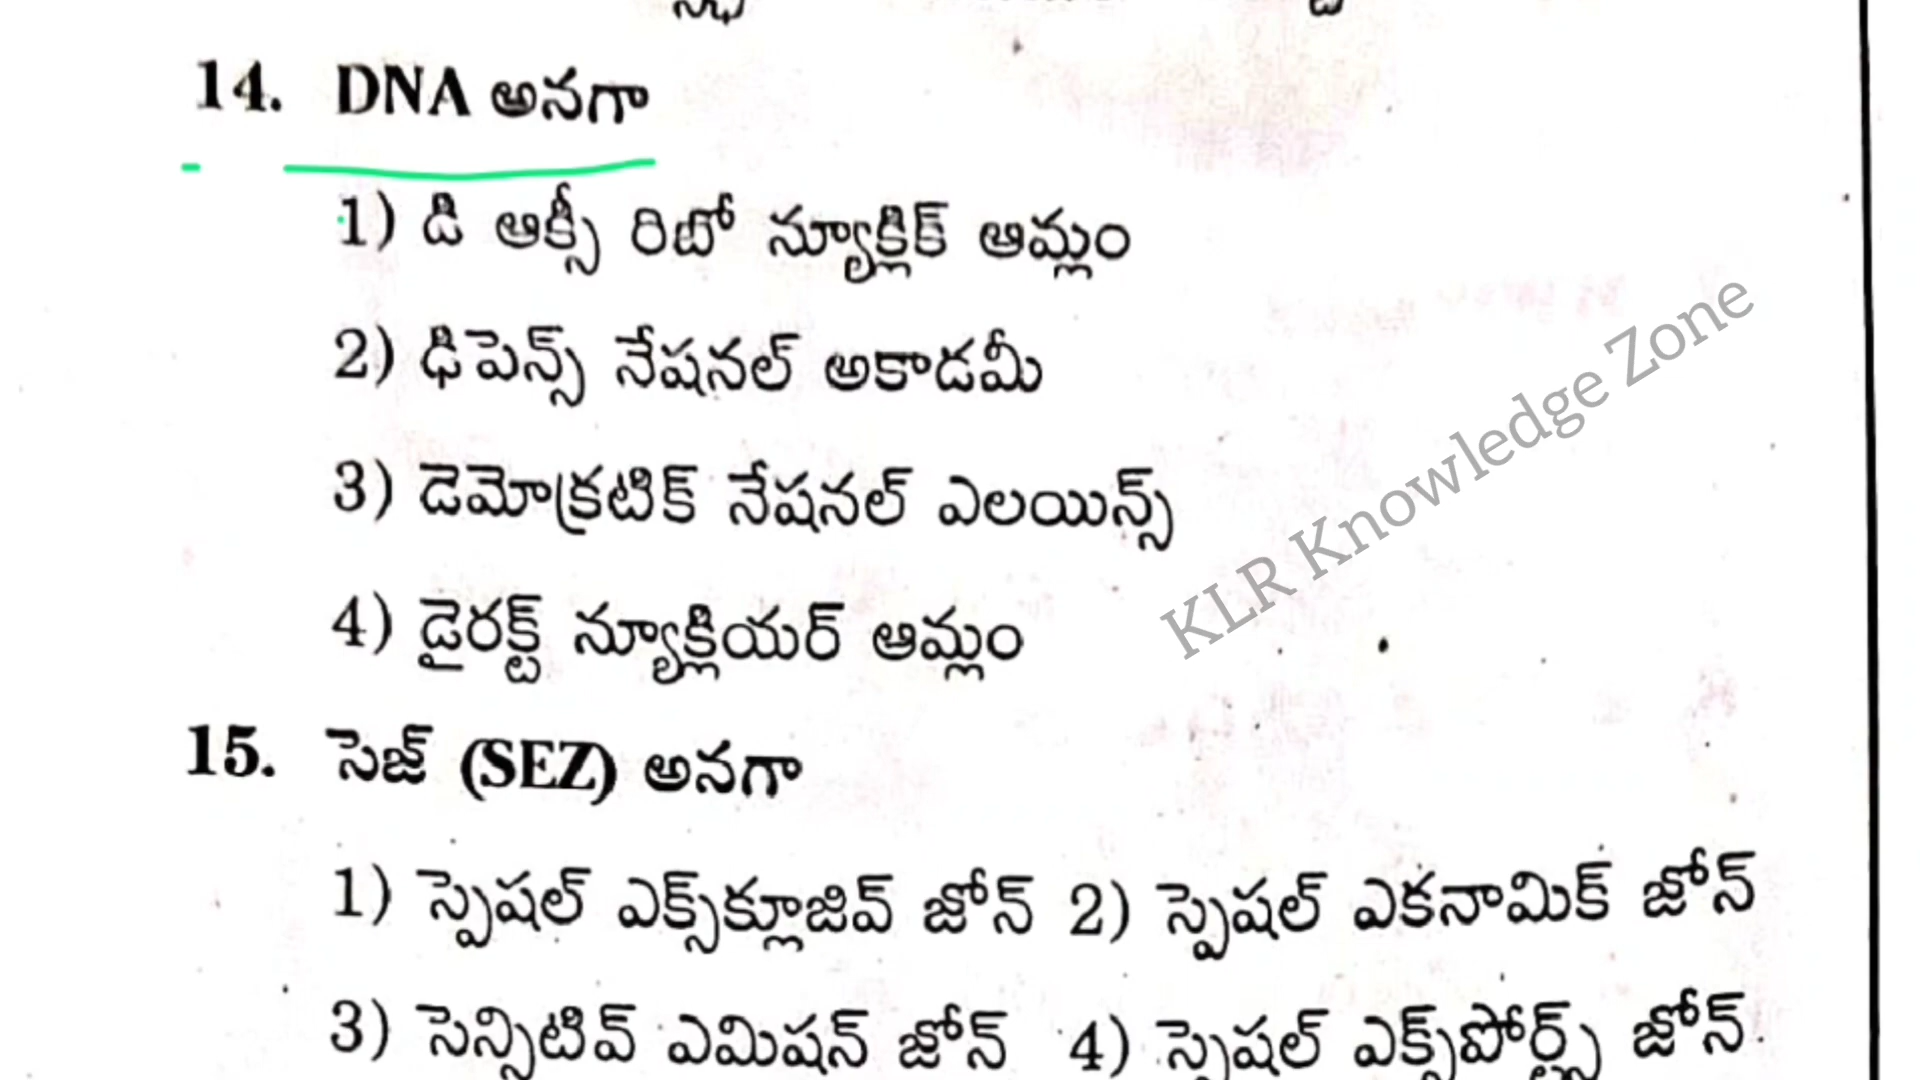 14. DNA అనగా
1) డి ఆక్సీ రిబో న్యూక్లిక్ ఆమ్లం
2) ఢిపెన్స్ నేషనల్ అకాడమీ
3) డెమోక్రటిక్ నేషనల్ ఎలయిన్స్
4) డైరక్ట్ న్యూక్లియర్ ఆమ్లం
KLR Knowledge Zone
15. సెజ్ (SEZ) అనగా
1) స్పెషల్ ఎక్స్‌క్లూజివ్ జోన్ 2) స్పెషల్ ఎకనామిక్ జోన్
3) సెన్సిటివ్ ఎమిషన్ జోన్ 4) స్పెషల్ ఎక్స్‌పోర్ట్స్ జోన్